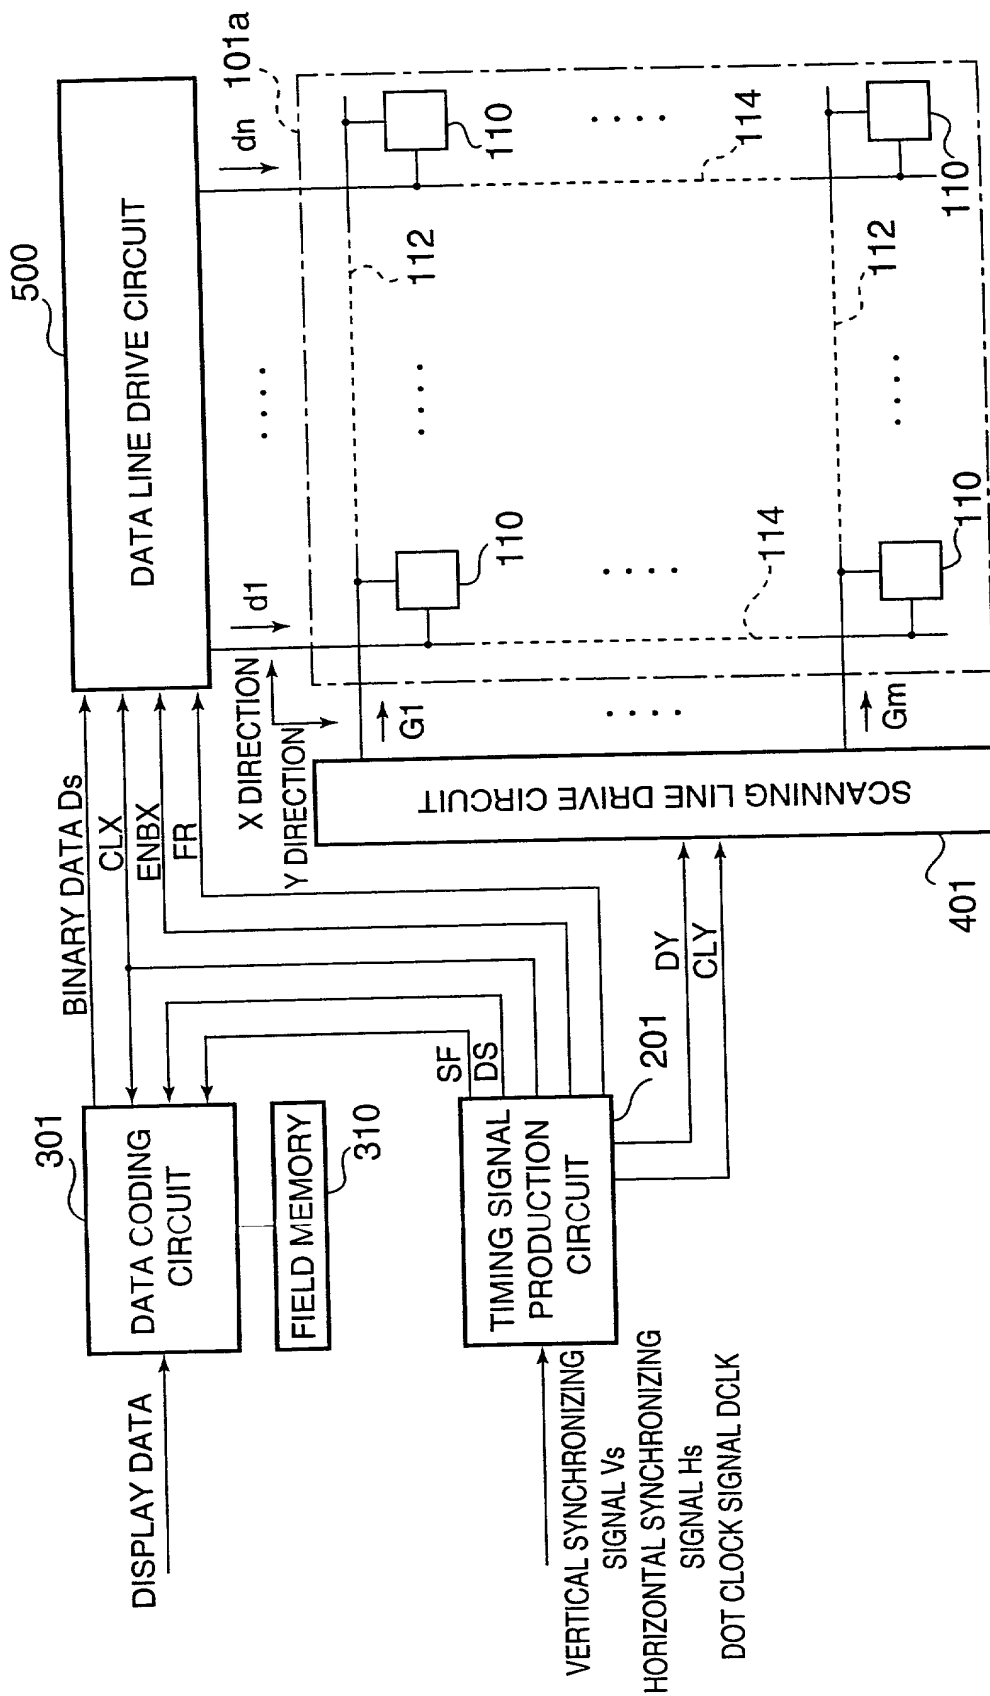 500
DATA LINE DRIVE CIRCUIT
dn
101a
d1
301
DATA CODING
CIRCUIT
DISPLAY DATA
FIELD MEMORY
310
BINARY DATA Ds
CLX
ENBX
FR
X DIRECTION
Y DIRECTION
G1
Gm
SCANNING LINE DRIVE CIRCUIT
401
110
110
110
110
112
112
114
114
SF
DS
TIMING SIGNAL
PRODUCTION
CIRCUIT
201
DY
CLY
VERTICAL SYNCHRONIZING
SIGNAL Vs
HORIZONTAL SYNCHRONIZING
SIGNAL Hs
DOT CLOCK SIGNAL DCLK